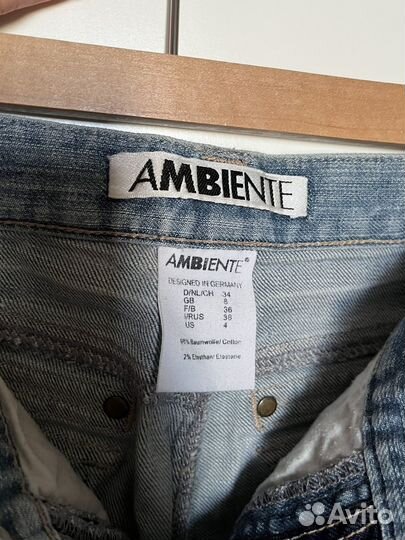 AMBIENTE
AMBIENTE®
DESIGNED IN GERMANY
D/NL/CH 34
GB 8
F/B 36
I/RUS 38
US 4
98% Baumwolle/ Cotton
2% Elasthan/ Elastane
Avito